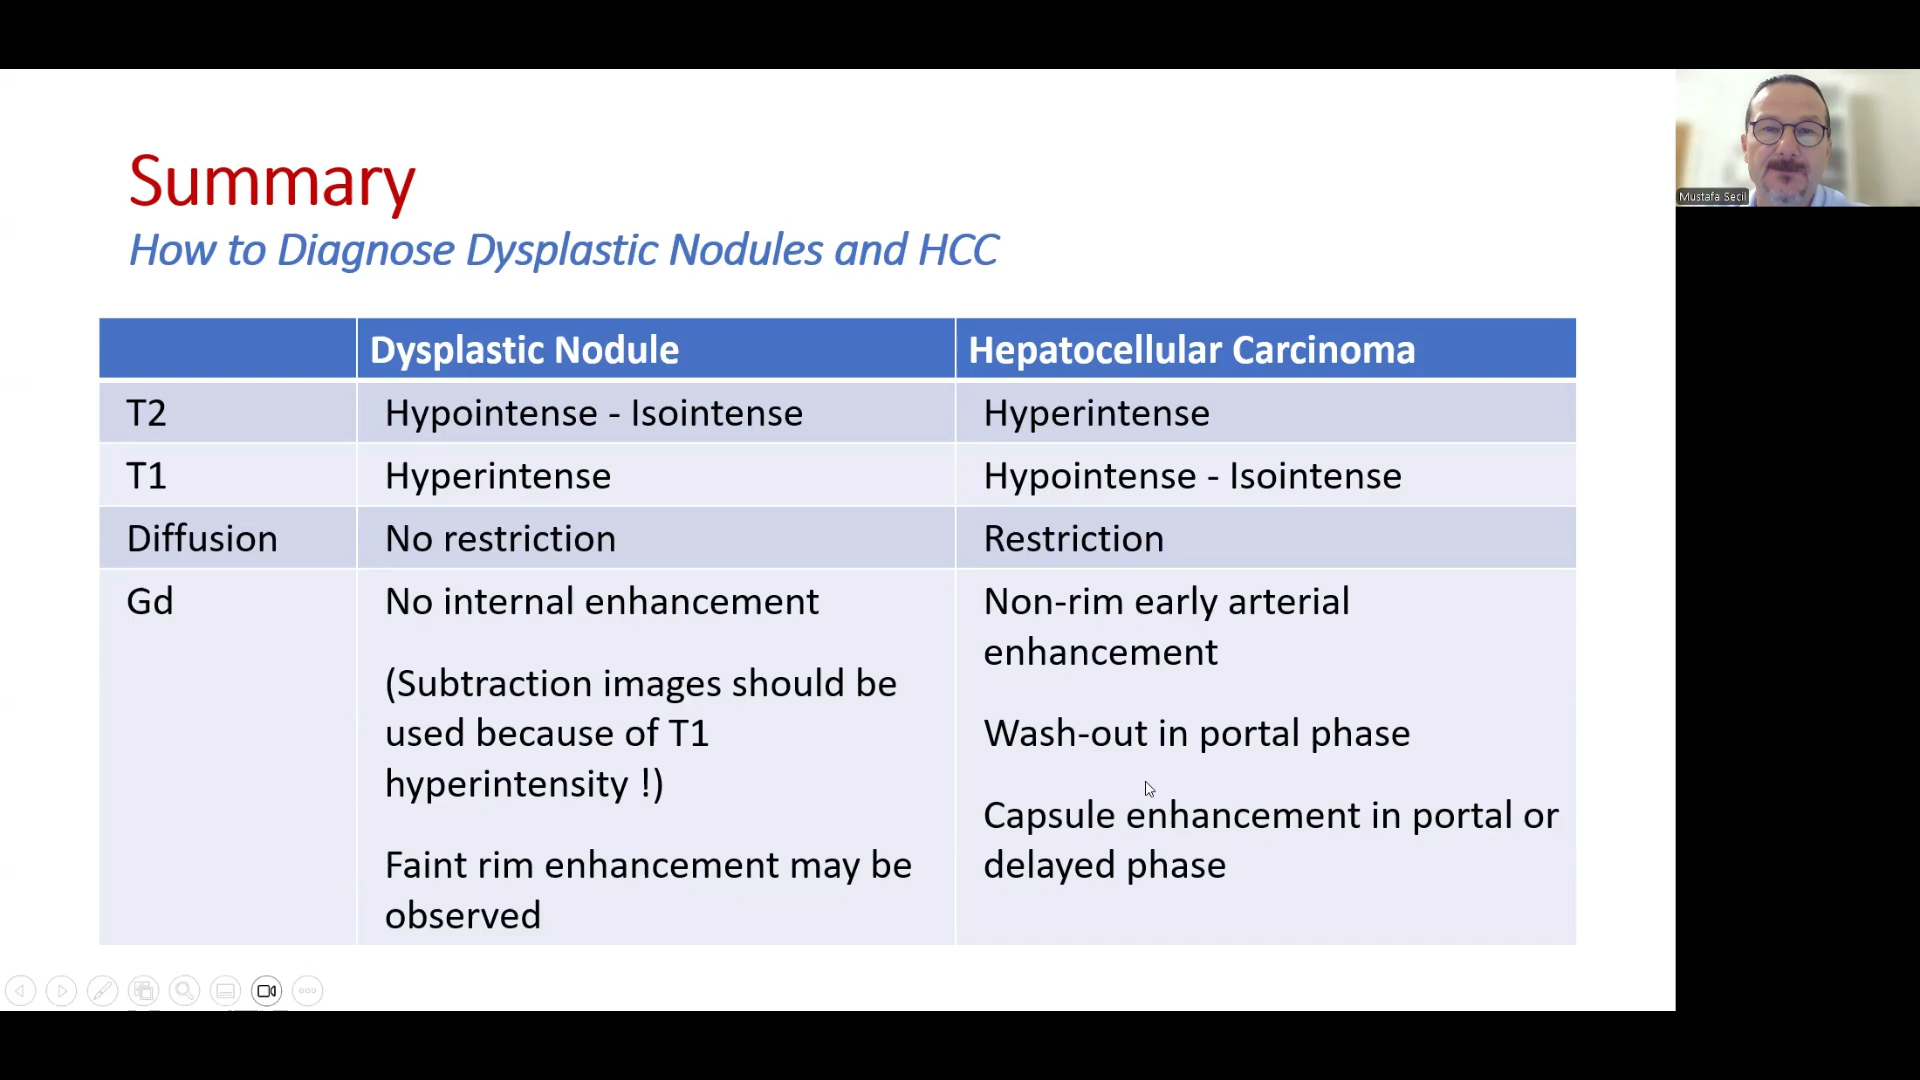 Summary
How to Diagnose Dysplastic Nodules and HCC
Mustafa Secil
Dysplastic Nodule
Hepatocellular Carcinoma
T2
Hypointense - Isointense
Hyperintense
T1
Hyperintense
Hypointense - Isointense
Diffusion
No restriction
Restriction
Gd
No internal enhancement
(Subtraction images should be
used because of T1
hyperintensity !)
Faint rim enhancement may be
observed
Non-rim early arterial
enhancement
Wash-out in portal phase
Capsule enhancement in portal or
delayed phase